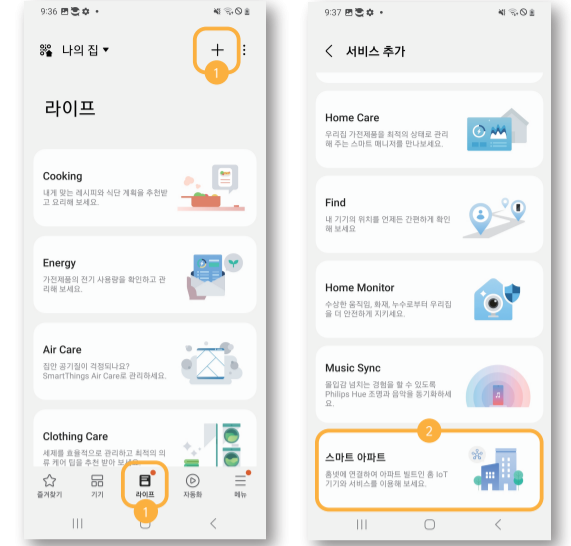 9:36
나의 집 ▼
1
라이프
Cooking
내게 맞는 레시피와 식단 계획을 추천받
고 요리해 보세요.
Energy
가전제품의 전기 사용량을 확인하고 관
리해 보세요.
Air Care
집안 공기질이 걱정되나요?
SmartThings Air Care로 관리하세요.
Clothing Care
세제를 효율적으로 관리하고 최적의 의
류 케어 팁을 추천 받아 보세요.
즐겨찾기 기기 라이프 자동화 메뉴
1
9:37
서비스 추가
Home Care
우리집 가전제품을 최적의 상태로 관리
해 주는 스마트 매니저를 만나보세요.
Find
내 기기의 위치를 언제든 간편하게 확인
해 보세요
Home Monitor
수상한 움직임, 화재, 누수로부터 우리집
을 더 안전하게 지키세요.
Music Sync
몰입감 넘치는 경험을 할 수 있도록
Philips Hue 조명과 음악을 동기화하세
요.
2
스마트 아파트
홈넷에 연결하여 아파트 빌트인 홈 IoT
기기와 서비스를 이용해 보세요.